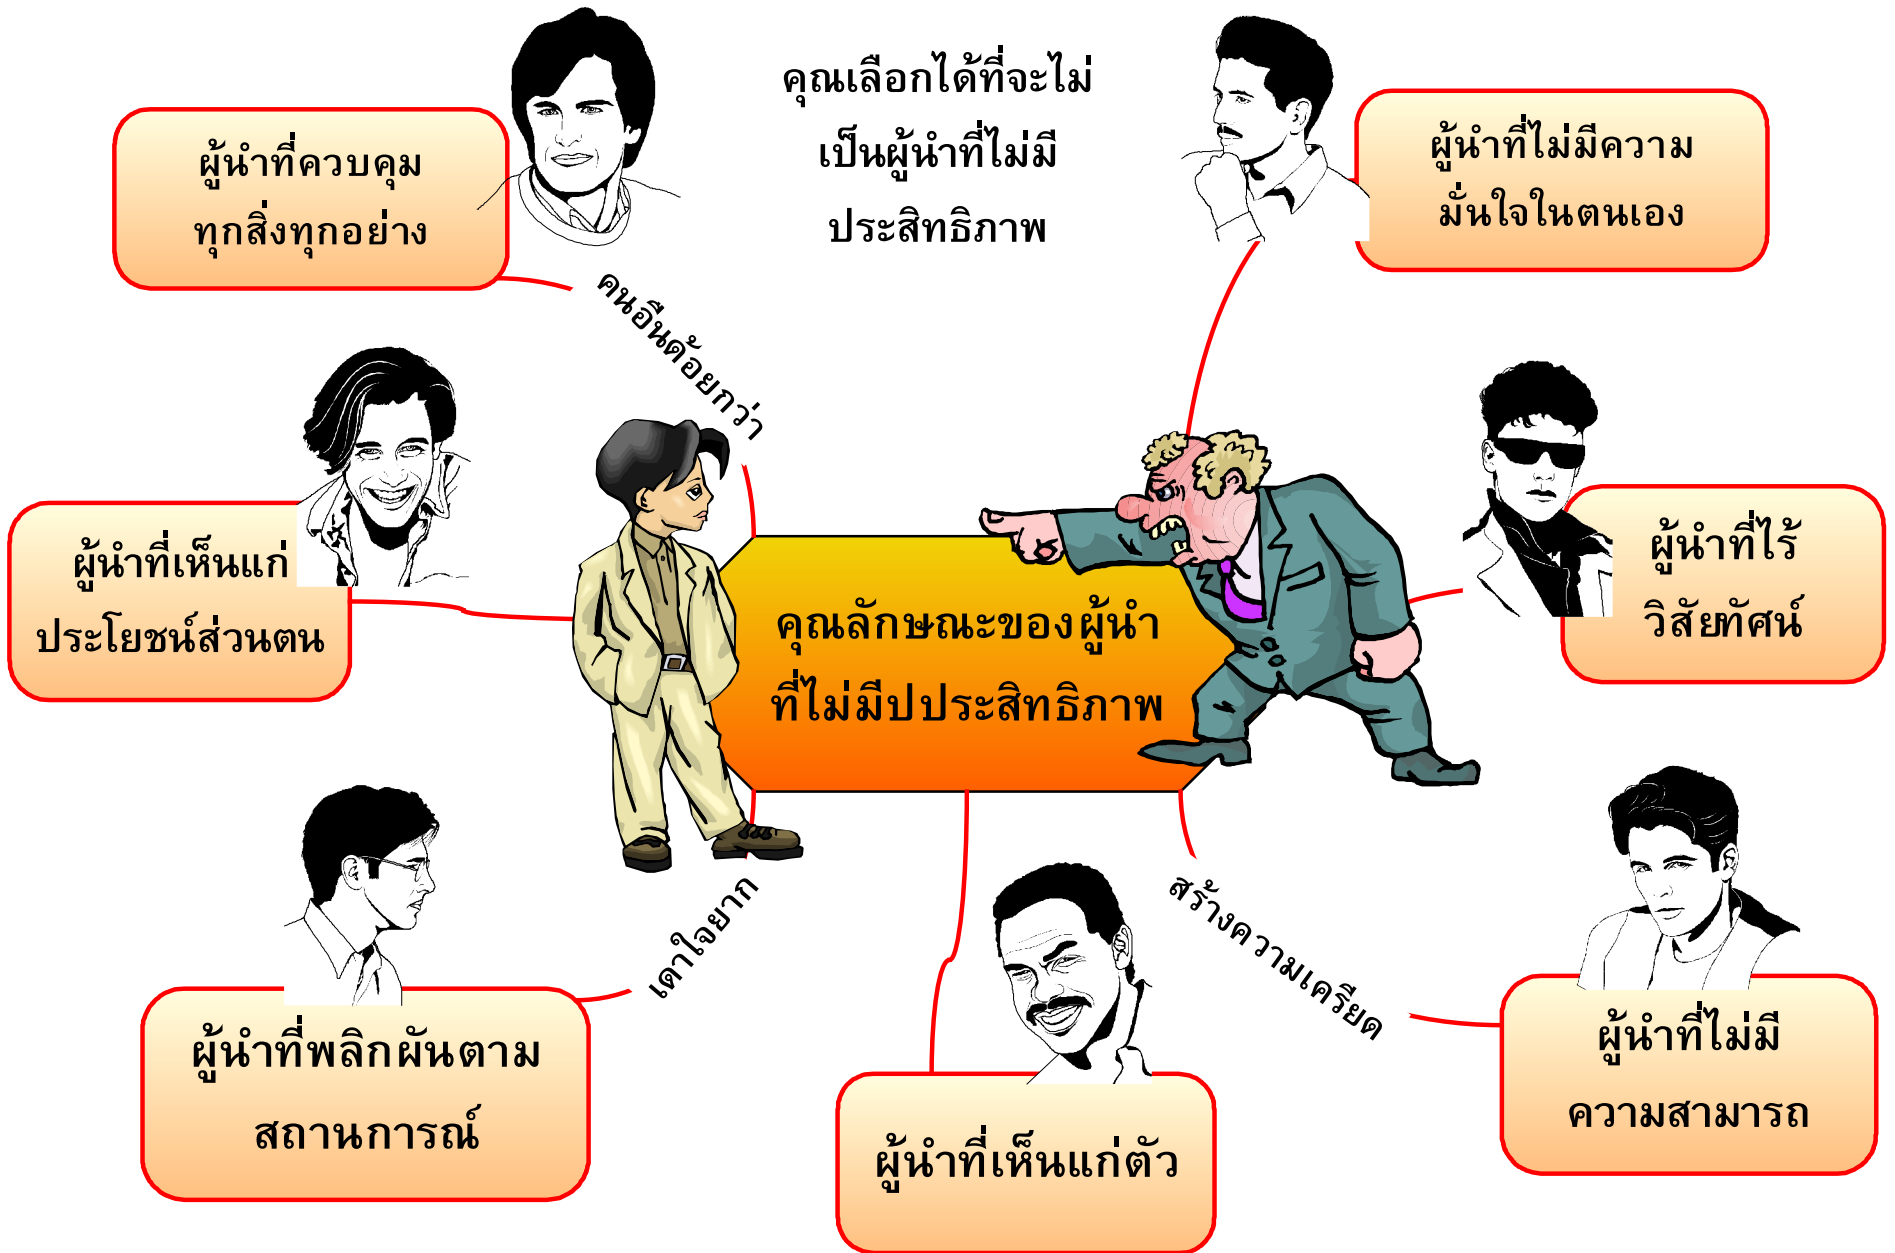 คุณเลือกได้ที่จะไม่
เป็นผู้นำที่ไม่มี
ประสิทธิภาพ
ผู้นำที่ควบคุม
ทุกสิ่งทุกอย่าง
ผู้นำที่ไม่มีความ
มั่นใจในตนเอง
คนอืนด้อยกว่า
ผู้นำที่เห็นแก่
ประโยชน์ส่วนตน
ผู้นำที่ไร้
วิสัยทัศน์
คุณลักษณะของผู้นำ
ที่ไม่มีปประสิทธิภาพ
เดาใจยาก
สร้างความเครียด
ผู้นำที่พลิกผันตาม
สถานการณ์
ผู้นำที่เห็นแก่ตัว
ผู้นำที่ไม่มี
ความสามารถ